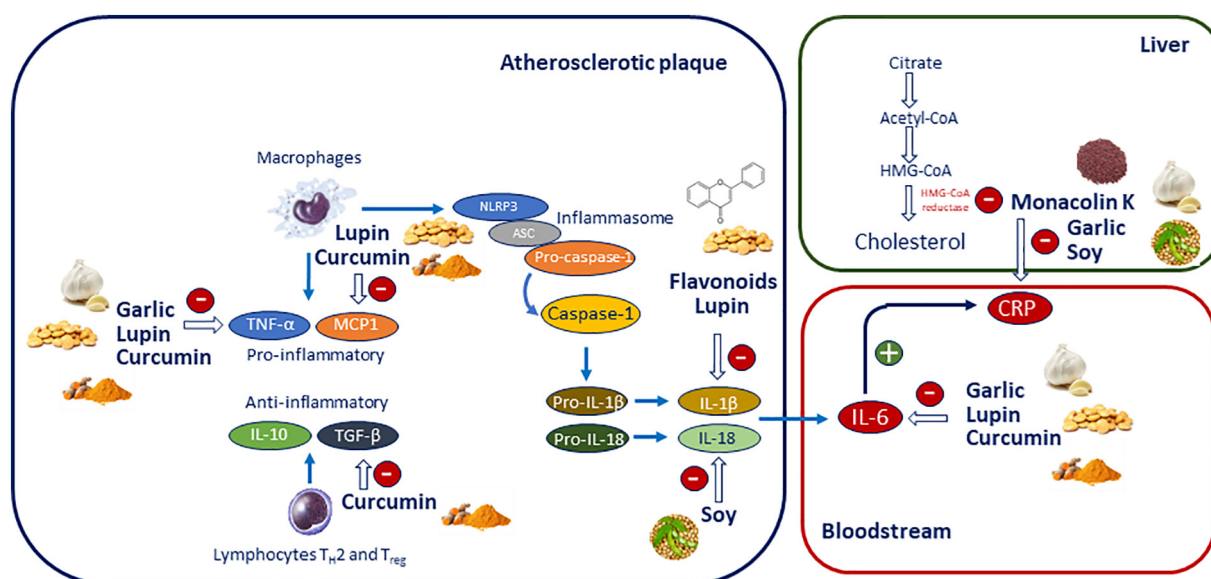 Atherosclerotic plaque
Macrophages
NLRP3
ASC
Inflammasome
Pro-caspase-1
Lupin
Curcumin
Caspase-1
Flavonoids
Lupin
Garlic
Lupin
Curcumin
TNF-α
MCP1
Pro-inflammatory
Anti-inflammatory
IL-10
TGF-β
Curcumin
Lymphocytes TH2 and Treg
Pro-IL-1β
IL-1β
Pro-IL-18
IL-18
Soy
Liver
Citrate
Acetyl-CoA
HMG-CoA
HMG-CoA
reductase
Cholesterol
Monacolin K
Garlic
Soy
CRP
IL-6
Garlic
Lupin
Curcumin
Bloodstream